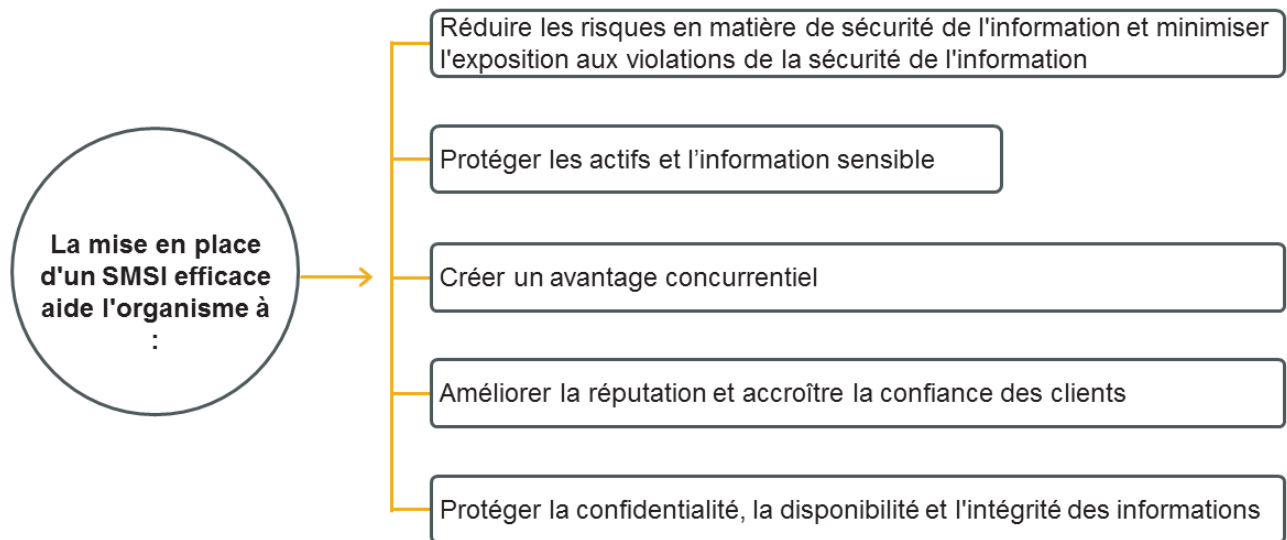 La mise en place
d'un SMSI efficace
aide l'organisme à
:
Réduire les risques en matière de sécurité de l'information et minimiser
l'exposition aux violations de la sécurité de l'information
Protéger les actifs et l’information sensible
Créer un avantage concurrentiel
Améliorer la réputation et accroître la confiance des clients
Protéger la confidentialité, la disponibilité et l'intégrité des informations